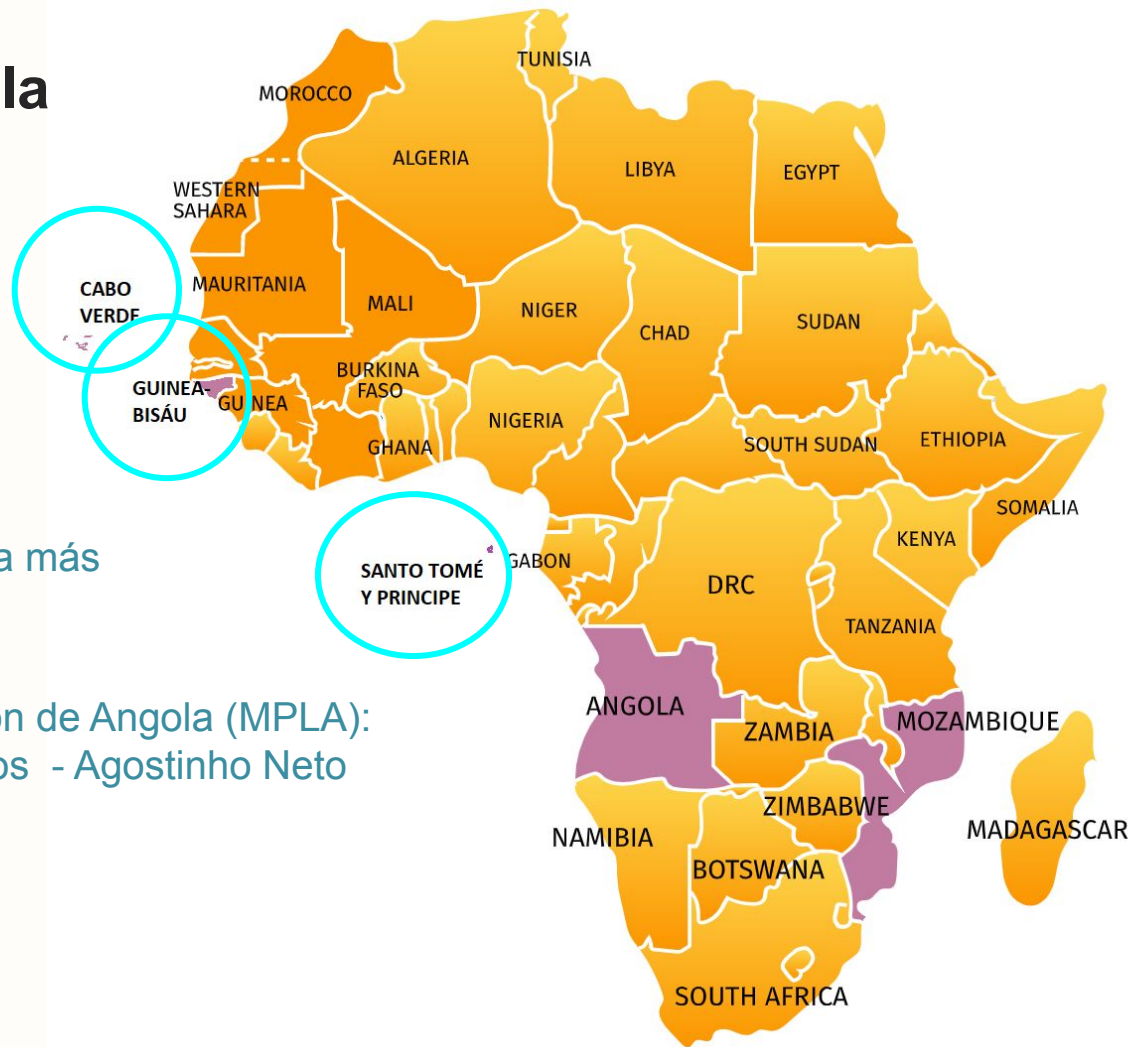 la
TUNISIA
MOROCCO
ALGERIA
LIBYA
EGYPT
WESTERN
SAHARA
CABO
VERDE
MAURITANIA
MALI
NIGER
CHAD
SUDAN
GUINEA-
BISÁU
GUINEA
BURKINA
FASO
GHANA
NIGERIA
SOUTH SUDAN
ETHIOPIA
SOMALIA
KENYA
a más
SANTO TOMÉ
Y PRINCIPE
GABON
DRC
TANZANIA
ón de Angola (MPLA):
os - Agostinho Neto
ANGOLA
ZAMBIA
MOZAMBIQUE
ZIMBABWE
MADAGASCAR
NAMIBIA
BOTSWANA
SOUTH AFRICA